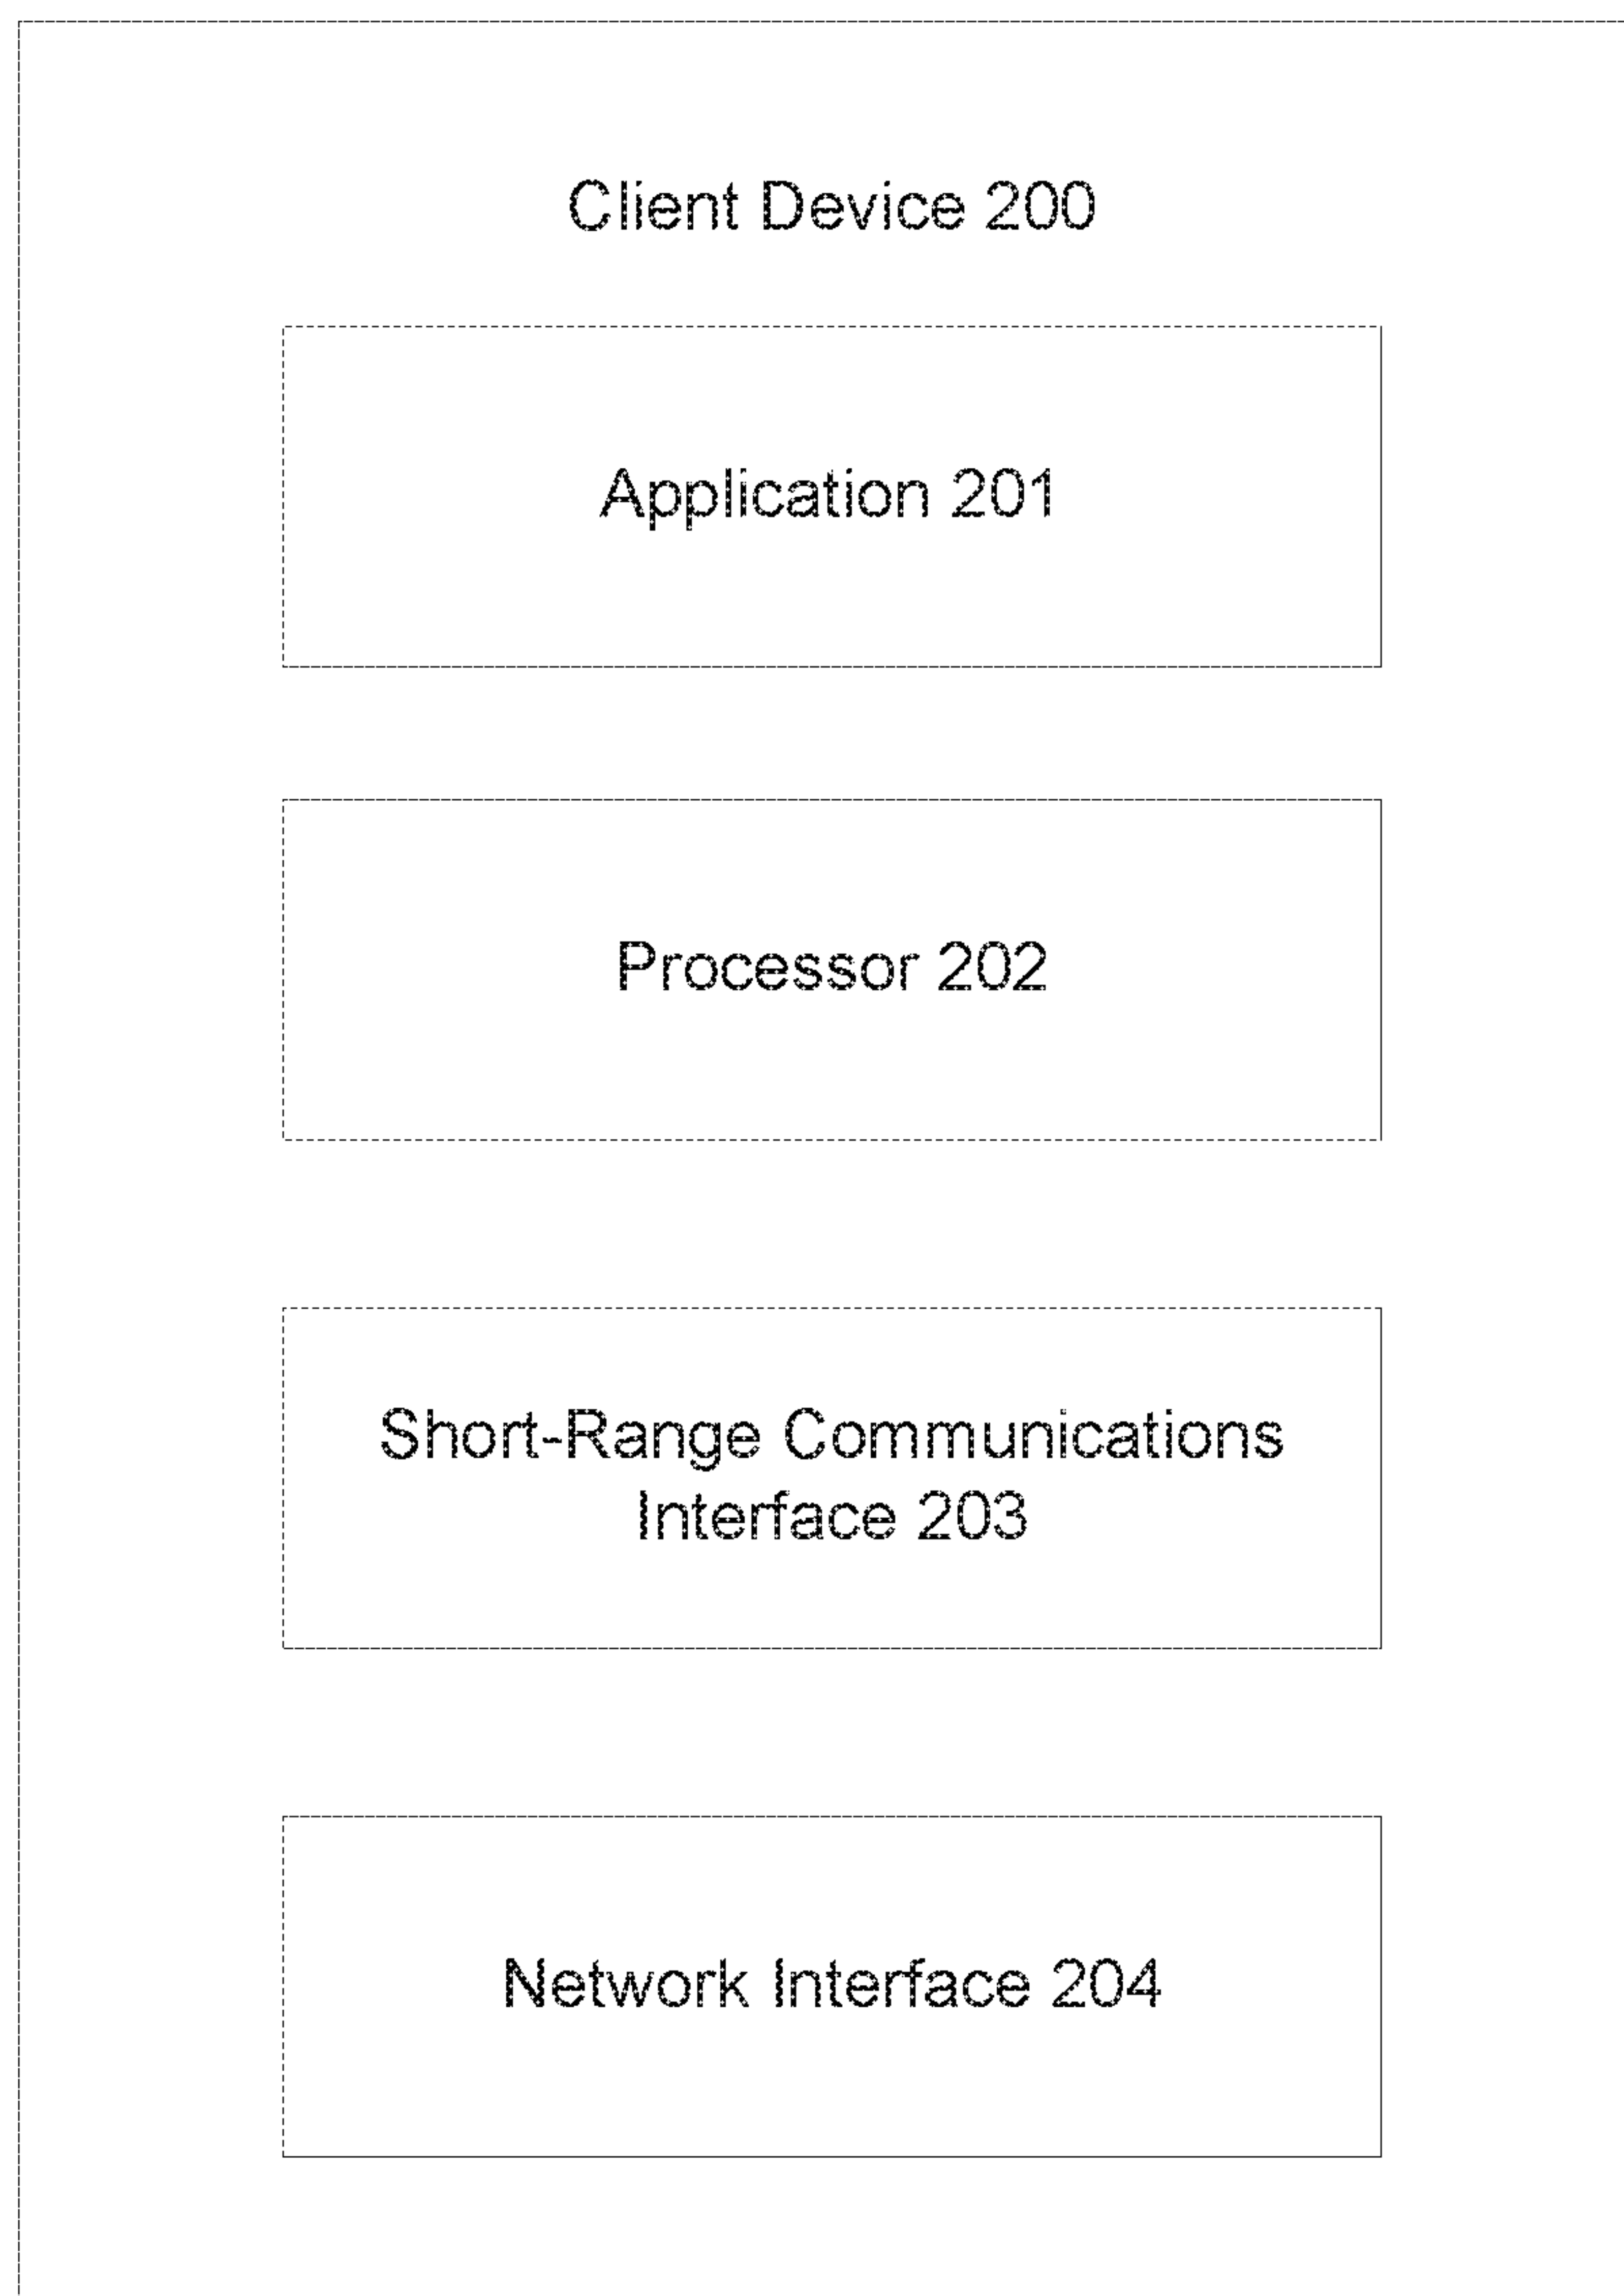 Client Device 200
Application 201
Processor 202
Short-Range Communications
Interface 203
Network Interface 204